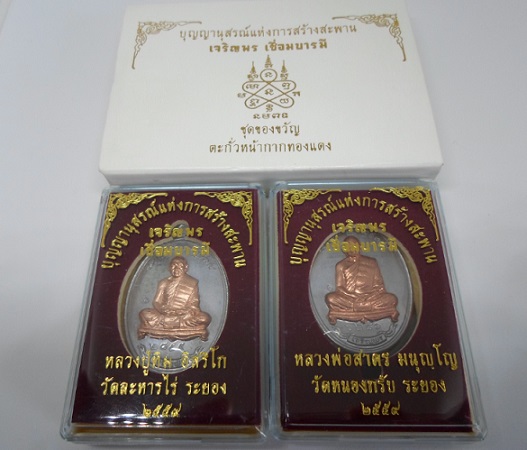 บุญญานุสรณ์แห่งการสร้างสะพาน
เจริญพร เชื่อมบารมี
ชุดของขวัญ
ตะกั่วหน้ากากทองแดง
บุญญานุสรณ์แห่งการสร้างสะพาน
เจริญพร
เชื่อมบารมี
หลวงปู่ทิม อิสริโก
วัดละหารไร่ ระยอง
๒๕๕๙
บุญญานุสรณ์แห่งการสร้างสะพาน
เจริญพร
เชื่อมบารมี
หลวงพ่อสาคร มนุญโญ
วัดหนองกรับ ระยอง
๒๕๕๙